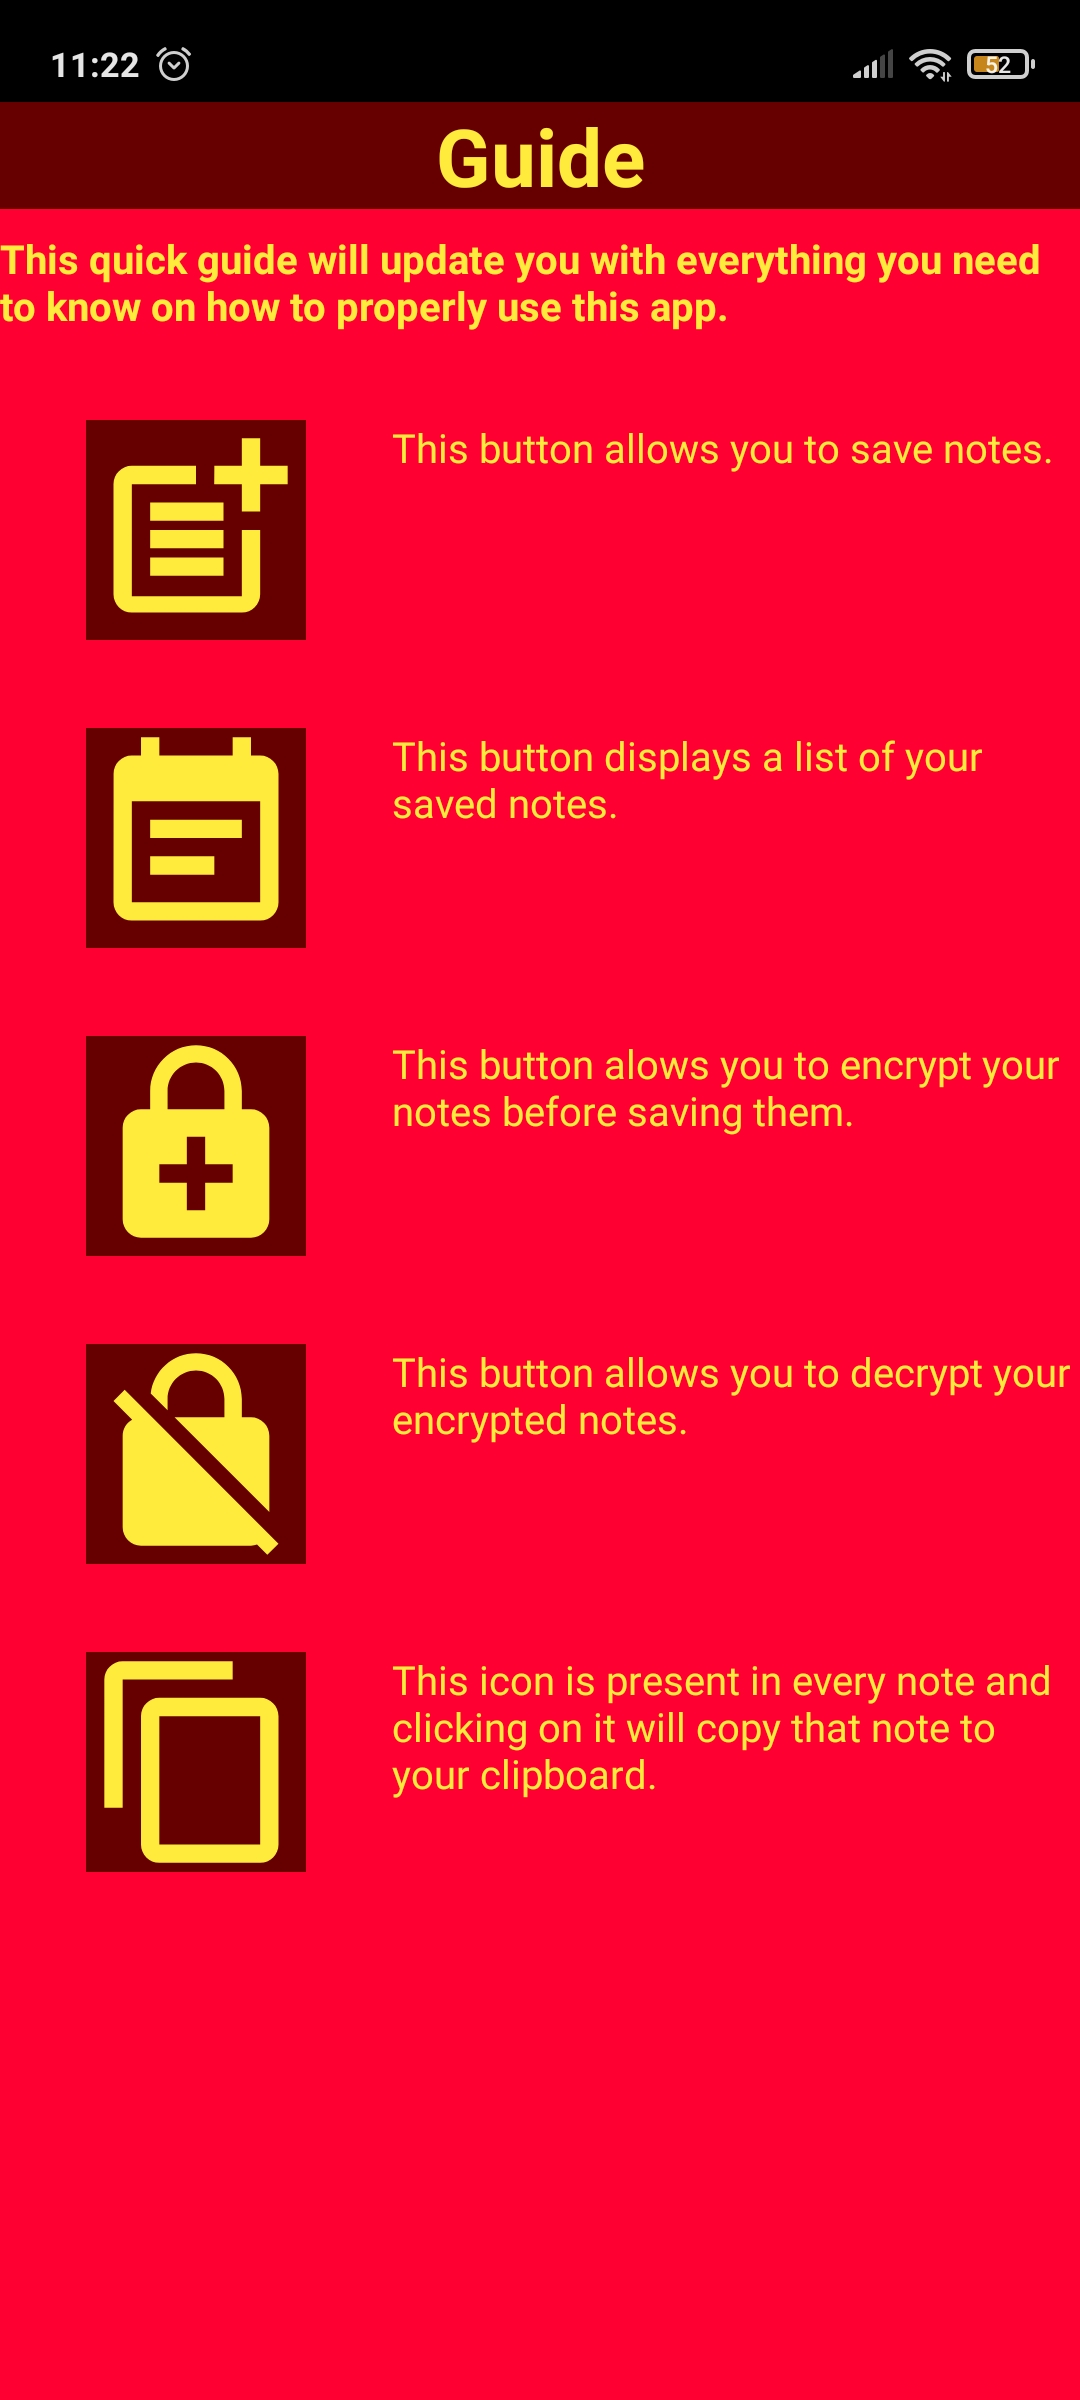 11:22
52
Guide
This quick guide will update you with everything you need
to know on how to properly use this app.
This button allows you to save notes.
This button displays a list of your
saved notes.
This button alows you to encrypt your
notes before saving them.
This button allows you to decrypt your
encrypted notes.
This icon is present in every note and
clicking on it will copy that note to
your clipboard.